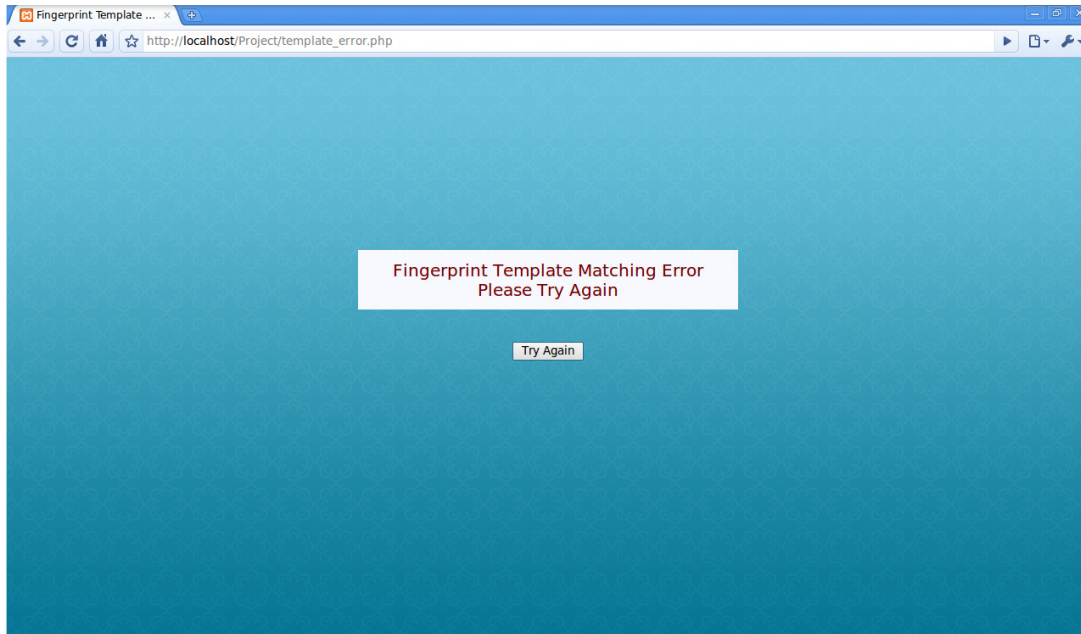 Fingerprint Template ...
http://localhost/Project/template_error.php
Fingerprint Template Matching Error
Please Try Again
Try Again